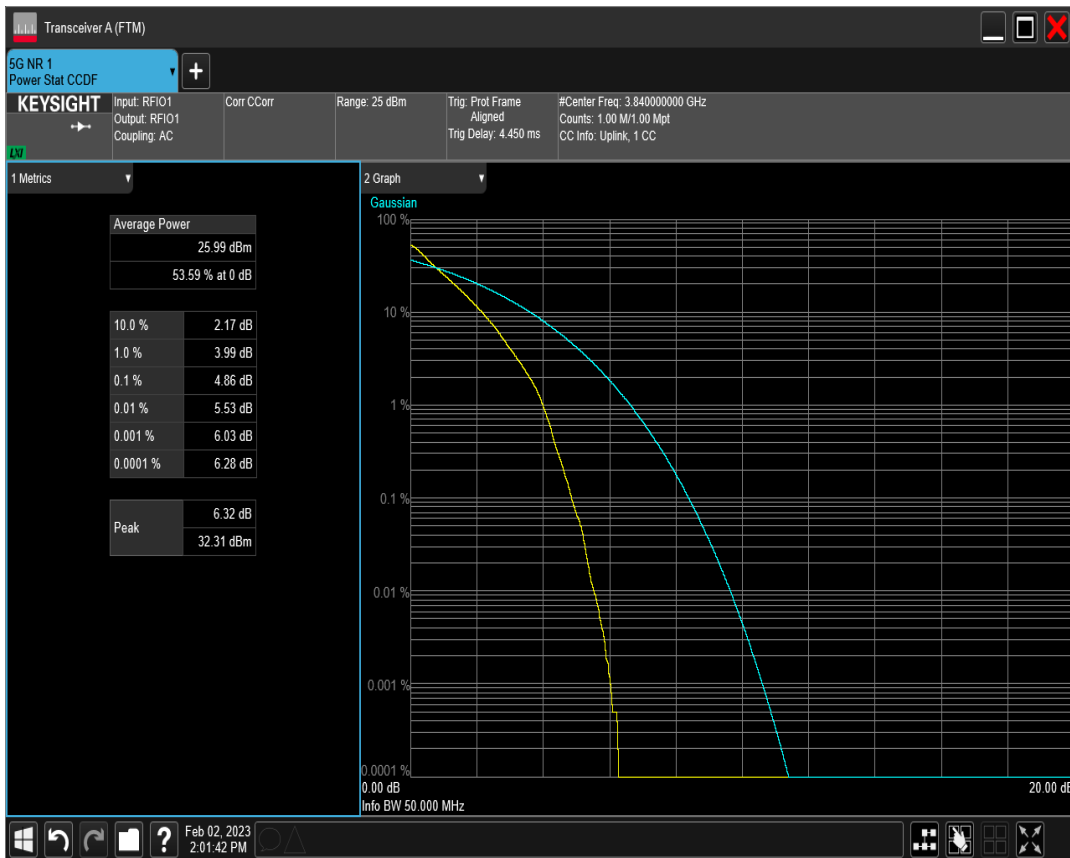 Transceiver A (FTM)
5G NR 1
Power Stat CCDF
KEYSIGHT
LXI
Input: RFIO1
Output: RFIO1
Coupling: AC
Corr CCorr
Range: 25 dBm
Trig: Prot Frame
Aligned
Trig Delay: 4.450 ms
#Center Freq: 3.840000000 GHz
Counts: 1.00 M/1.00 Mpt
CC Info: Uplink, 1 CC
1 Metrics
Average Power
25.99 dBm
53.59 % at 0 dB
10.0 % 2.17 dB
1.0 % 3.99 dB
0.1 % 4.86 dB
0.01 % 5.53 dB
0.001 % 6.03 dB
0.0001 % 6.28 dB
Peak 6.32 dB
32.31 dBm
2 Graph
Gaussian
100 %
10 %
1 %
0.1 %
0.01 %
0.001 %
0.0001 %
0.00 dB 20.00 dB
Info BW 50.000 MHz
Feb 02, 2023
2:01:42 PM